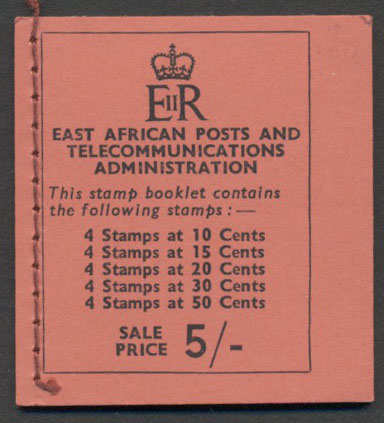 EIIR
EAST AFRICAN POSTS AND
TELECOMMUNICATIONS
ADMINISTRATION
This stamp booklet contains
the following stamps :—
4 Stamps at 10 Cents
4 Stamps at 15 Cents
4 Stamps at 20 Cents
4 Stamps at 30 Cents
4 Stamps at 50 Cents
SALE
PRICE 5/-